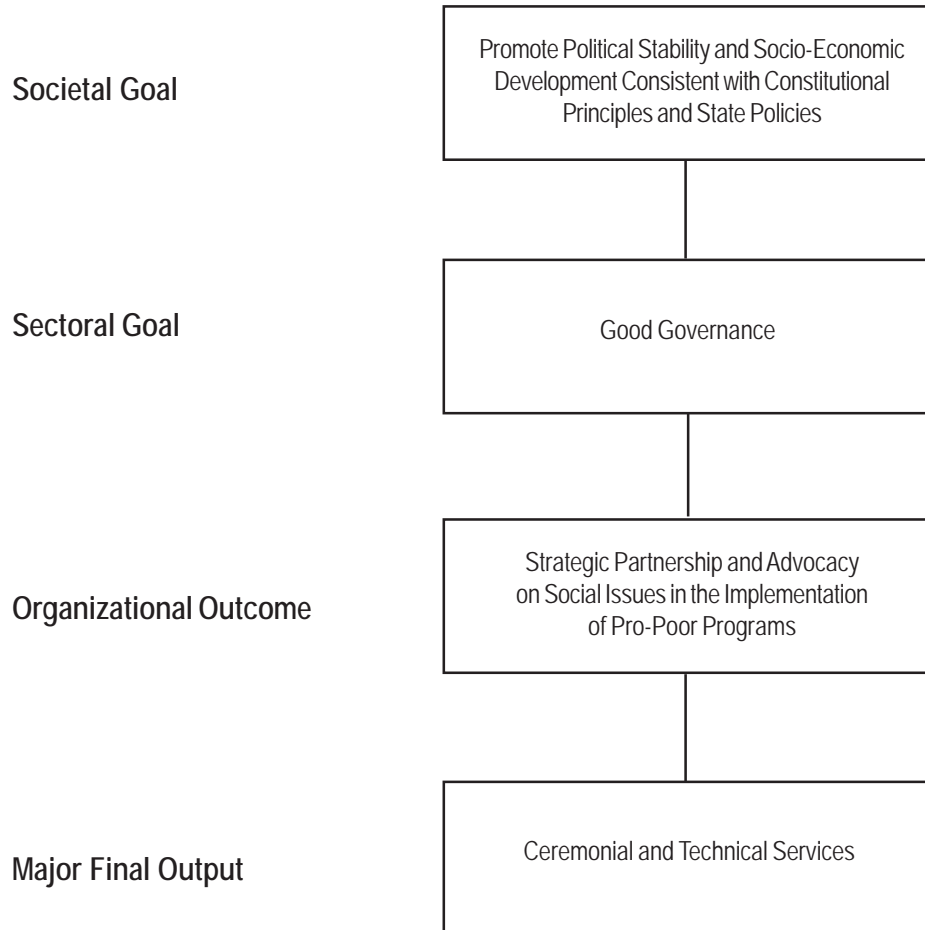 Societal Goal
Promote Political Stability and Socio-Economic
Development Consistent with Constitutional
Principles and State Policies
Sectoral Goal
Good Governance
Organizational Outcome
Strategic Partnership and Advocacy
on Social Issues in the Implementation
of Pro-Poor Programs
Major Final Output
Ceremonial and Technical Services